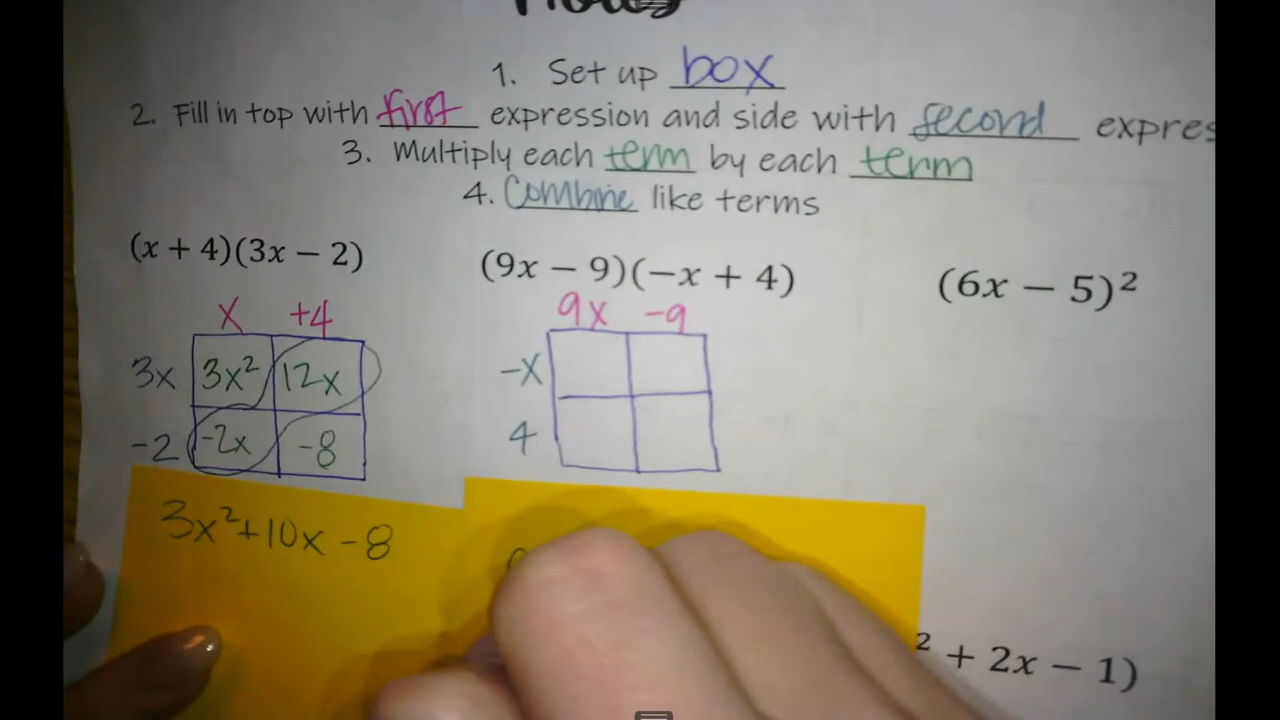 Notes
1. Set up box
2. Fill in top with first expression and side with second expres
3. Multiply each term by each term
4. Combine like terms
(x + 4)(3x − 2)
(9x − 9)(−x + 4)
(6x − 5)²
x +4
9x -9
3x 3x² 12x
-x
-2 -2x -8
4
3x²+10x-8
² + 2x − 1)